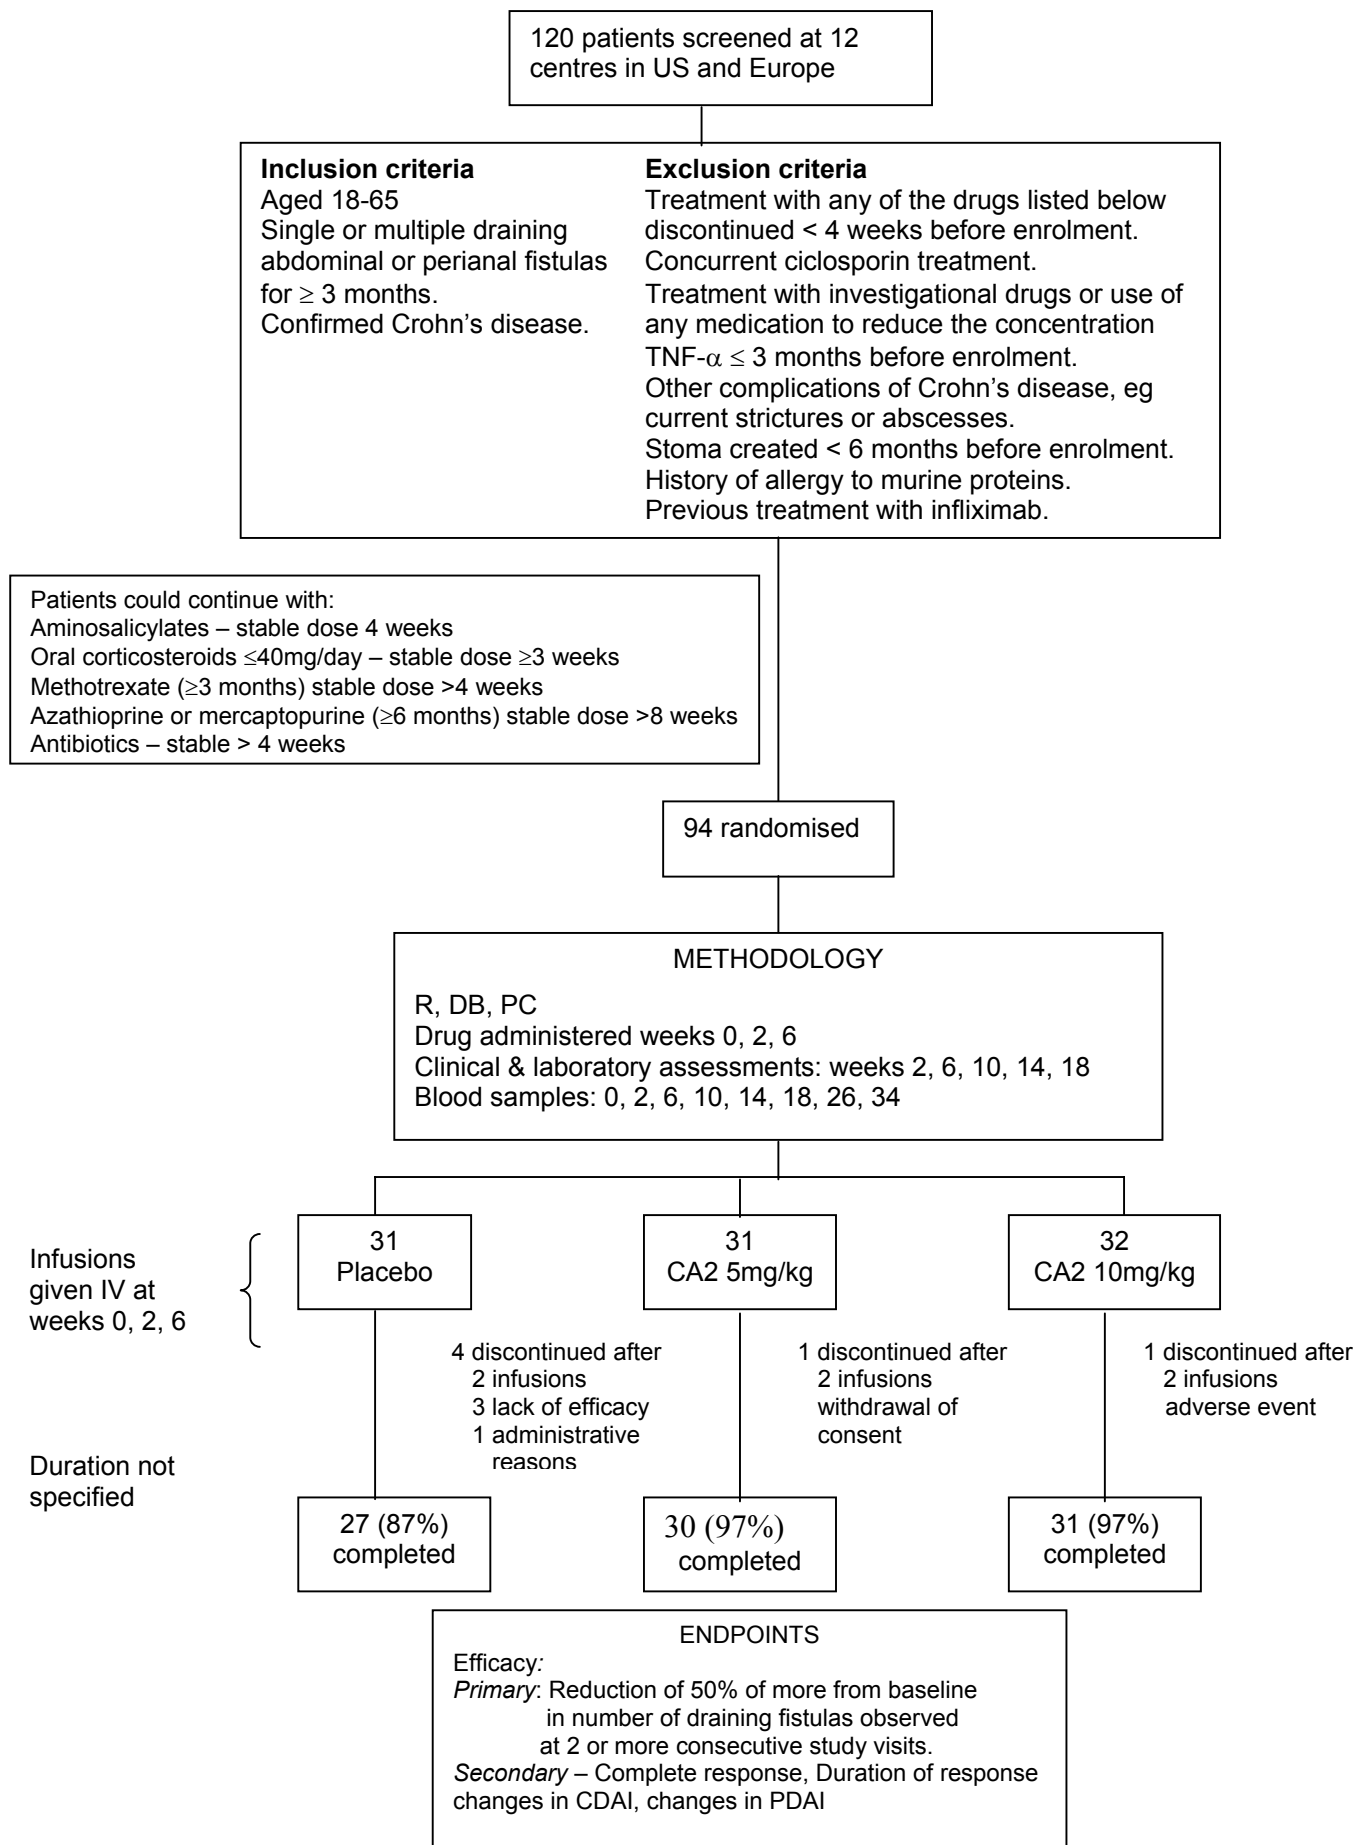 120 patients screened at 12
centres in US and Europe
Inclusion criteria
Aged 18-65
Single or multiple draining
abdominal or perianal fistulas
for ≥ 3 months.
Confirmed Crohn's disease.
Exclusion criteria
Treatment with any of the drugs listed below
discontinued < 4 weeks before enrolment.
Concurrent ciclosporin treatment.
Treatment with investigational drugs or use of
any medication to reduce the concentration
TNF-α ≤ 3 months before enrolment.
Other complications of Crohn's disease, eg
current strictures or abscesses.
Stoma created < 6 months before enrolment.
History of allergy to murine proteins.
Previous treatment with infliximab.
Patients could continue with:
Aminosalicylates – stable dose 4 weeks
Oral corticosteroids ≤40mg/day – stable dose ≥3 weeks
Methotrexate (≥3 months) stable dose >4 weeks
Azathioprine or mercaptopurine (≥6 months) stable dose >8 weeks
Antibiotics – stable > 4 weeks
94 randomised
METHODOLOGY
R, DB, PC
Drug administered weeks 0, 2, 6
Clinical & laboratory assessments: weeks 2, 6, 10, 14, 18
Blood samples: 0, 2, 6, 10, 14, 18, 26, 34
Infusions
given IV at
weeks 0, 2, 6
31
Placebo
31
CA2 5mg/kg
32
CA2 10mg/kg
4 discontinued after
2 infusions
3 lack of efficacy
1 administrative
reasons
1 discontinued after
2 infusions
withdrawal of
consent
1 discontinued after
2 infusions
adverse event
Duration not
specified
27 (87%)
completed
30 (97%)
completed
31 (97%)
completed
ENDPOINTS
Efficacy:
Primary: Reduction of 50% of more from baseline
in number of draining fistulas observed
at 2 or more consecutive study visits.
Secondary – Complete response, Duration of response
changes in CDAI, changes in PDAI